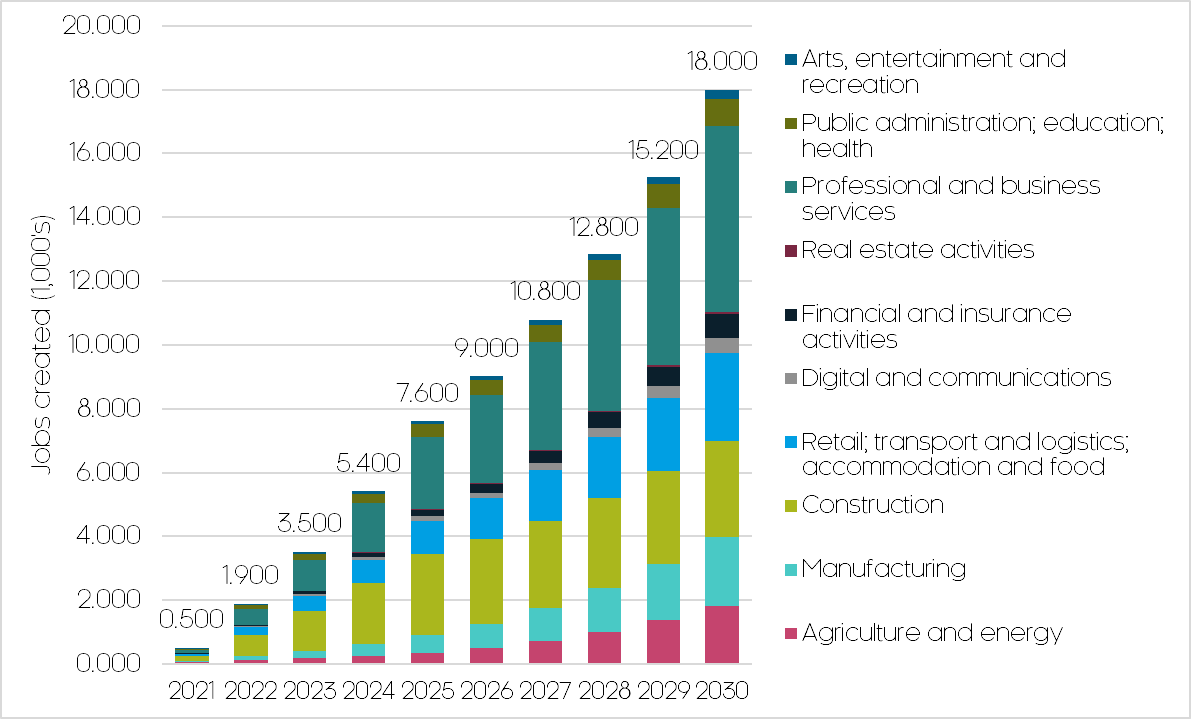 20.000
18.000
16.000
14.000
12.000
10.000
8.000
6.000
4.000
2.000
0.000
Jobs created (1,000's)
0.500
1.900
3.500
5.400
7.600
9.000
10.800
12.800
15.200
18.000
2021 2022 2023 2024 2025 2026 2027 2028 2029 2030
Arts, entertainment and
recreation
Public administration; education;
health
Professional and business
services
Real estate activities
Financial and insurance
activities
Digital and communications
Retail; transport and logistics;
accommodation and food
Construction
Manufacturing
Agriculture and energy